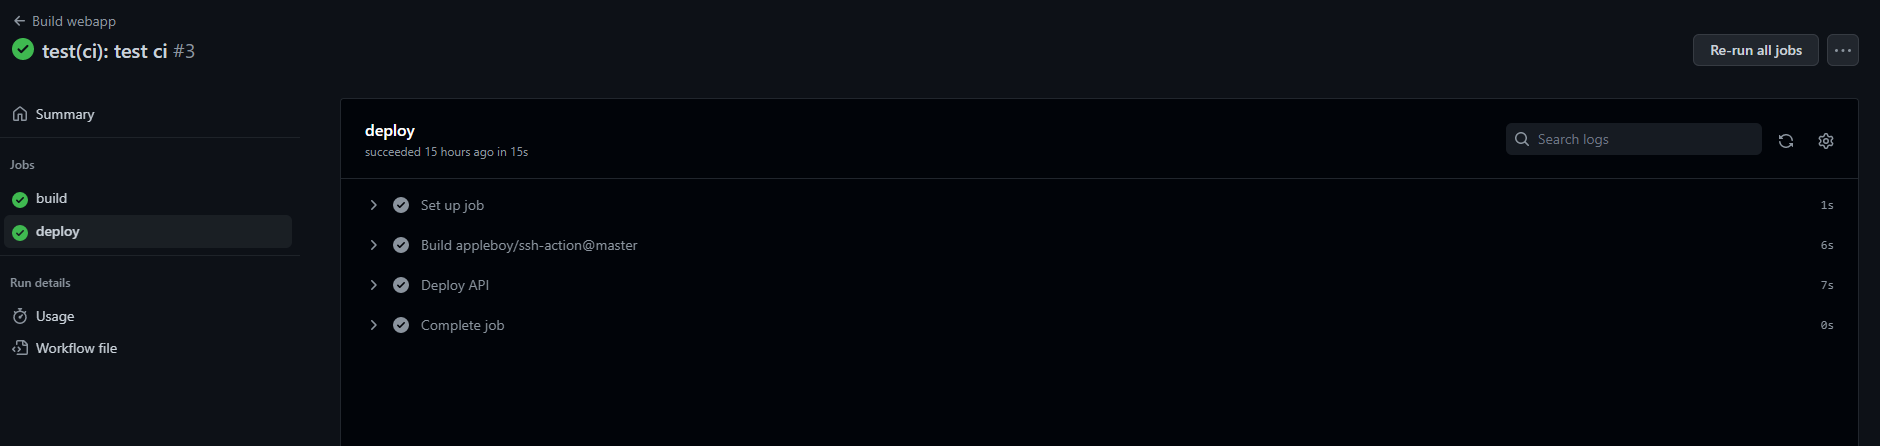 Build webapp
test(ci): test ci #3
Re-run all jobs
Summary
Jobs
build
deploy
Run details
Usage
Workflow file
deploy
succeeded 15 hours ago in 15s
Search logs
Set up job 1s
Build appleboy/ssh-action@master 6s
Deploy API 7s
Complete job 0s